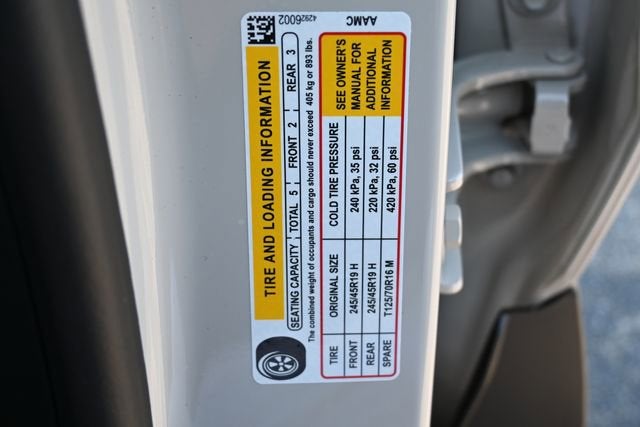 42926002
AAMC
TIRE AND LOADING INFORMATION
SEATING CAPACITY TOTAL 5 FRONT 2 REAR 3
The combined weight of occupants and cargo should never exceed 405 kg or 893 lbs.
TIRE ORIGINAL SIZE COLD TIRE PRESSURE
FRONT 245/45R19 H 240 kPa, 35 psi
REAR 245/45R19 H 220 kPa, 32 psi
SPARE T125/70R16 M 420 kPa, 60 psi
SEE OWNER'S
MANUAL FOR
ADDITIONAL
INFORMATION